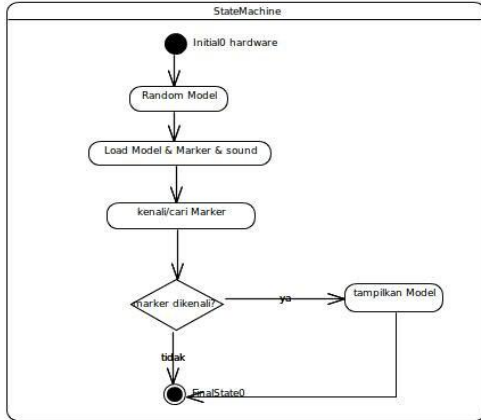 StateMachine
Initial0 hardware
Random Model
Load Model & Marker & sound
kenali/cari Marker
marker dikenali?
ya
tampilkan Model
tidak
FinalState0